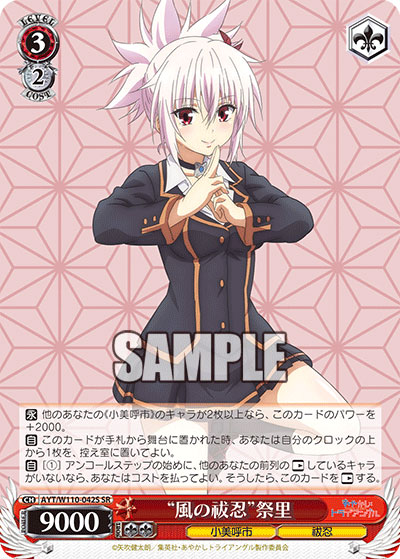 LEVEL
3
2
COST
SAMPLE
永 他のあなたの《小美呼市》のキャラが2枚以上なら、このカードのパワーを
+2000。
自 このカードが手札から舞台に置かれた時、あなたは自分のクロックの上
から1枚を、控え室に置いてよい。
自 [①] アンコールステップの始めに、他のあなたの前列の しているキャラ
がいないなら、あなたはコストを払ってよい。そうしたら、このカードを する。
CH AYT/W110-042S SR
9000
“風の祓忍”祭里
小美呼市 祓忍
あやかし
トライアングル
©矢吹健太朗/集英社・あやかしトライアングル製作委員会